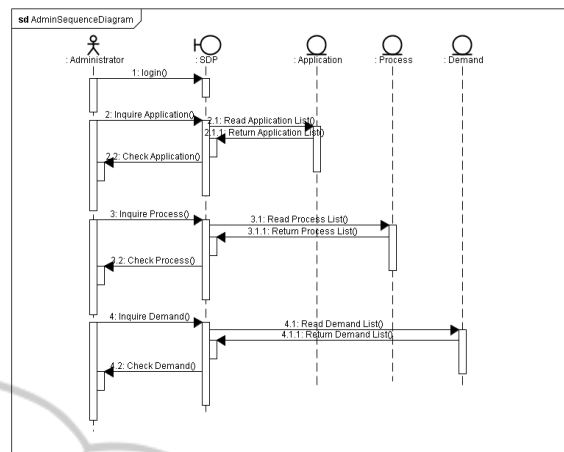 sd AdminSequenceDiagram
: Administrator : SDP : Application : Process : Demand
1: login()
2: Inquire Application()
2.1: Read Application List()
2.1.1: Return Application List()
2.2: Check Application()
3: Inquire Process()
3.1: Read Process List()
3.1.1: Return Process List()
3.2: Check Process()
4: Inquire Demand()
4.1: Read Demand List()
4.1.1: Return Demand List()
4.2: Check Demand()